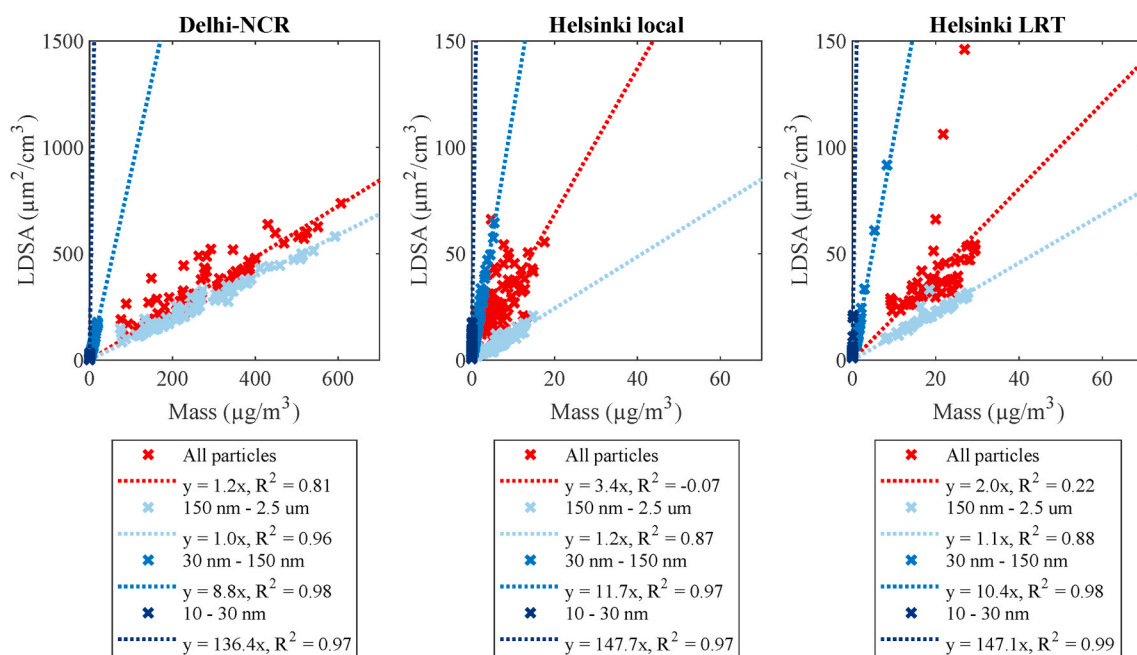 Delhi-NCR
1500
1000
500
0
LDSA (µm²/cm³)
0 200 400 600
Mass (µg/m³)
All particles
y = 1.2x, R² = 0.81
150 nm - 2.5 um
y = 1.0x, R² = 0.96
30 nm - 150 nm
y = 8.8x, R² = 0.98
10 - 30 nm
y = 136.4x, R² = 0.97
Helsinki local
150
100
50
0
LDSA (µm²/cm³)
0 20 40 60
Mass (µg/m³)
All particles
y = 3.4x, R² = -0.07
150 nm - 2.5 um
y = 1.2x, R² = 0.87
30 nm - 150 nm
y = 11.7x, R² = 0.97
10 - 30 nm
y = 147.7x, R² = 0.97
Helsinki LRT
150
100
50
0
LDSA (µm²/cm³)
0 20 40 60
Mass (µg/m³)
All particles
y = 2.0x, R² = 0.22
150 nm - 2.5 um
y = 1.1x, R² = 0.88
30 nm - 150 nm
y = 10.4x, R² = 0.98
10 - 30 nm
y = 147.1x, R² = 0.99